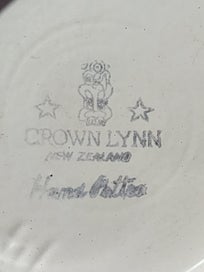 CROWN LYNN
NEW ZEALAND
Hand Potted